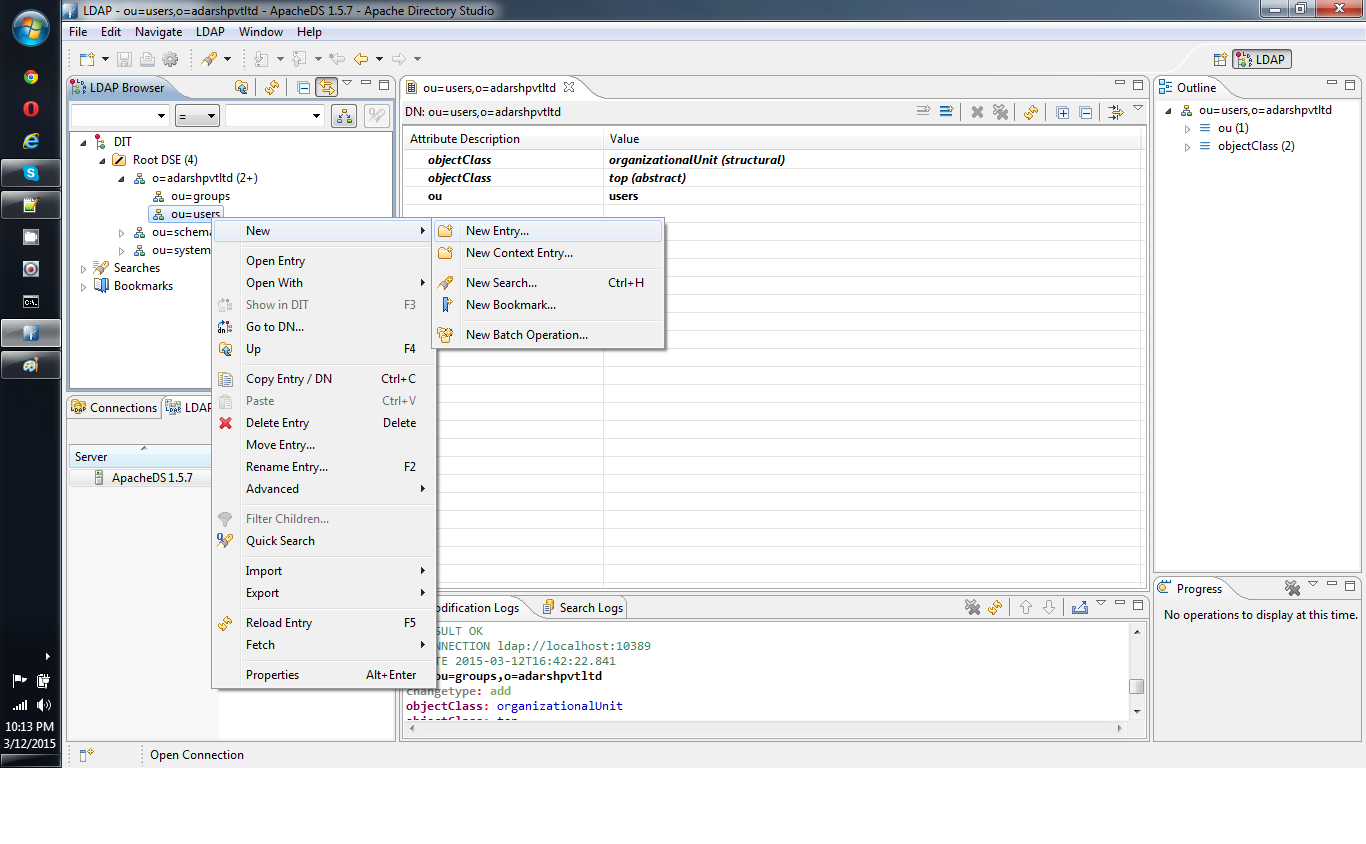 LDAP - ou=users,o=adarshpvtltd - ApacheDS 1.5.7 - Apache Directory Studio
File Edit Navigate LDAP Window Help
LDAP
LDAP Browser
=
DIT
Root DSE (4)
o=adarshpvtltd (2+)
ou=groups
ou=users
ou=schema
ou=system
Searches
Bookmarks
New
Open Entry
Open With
Show in DIT F3
Go to DN...
Up F4
Copy Entry / DN Ctrl+C
Paste Ctrl+V
Delete Entry Delete
Move Entry...
Rename Entry... F2
Advanced
Filter Children...
Quick Search
Import
Export
Reload Entry F5
Fetch
Properties Alt+Enter
New Entry...
New Context Entry...
New Search... Ctrl+H
New Bookmark...
New Batch Operation...
Connections LDAP
Server
ApacheDS 1.5.7
ou=users,o=adarshpvtltd
DN: ou=users,o=adarshpvtltd
Attribute Description Value
objectClass organizationalUnit (structural)
objectClass top (abstract)
ou users
odification Logs Search Logs
SULT OK
NNECTION ldap://localhost:10389
TE 2015-03-12T16:42:22.841
ou=groups,o=adarshpvtltd
changetype: add
objectClass: organizationalUnit
objectClass: top
Outline
ou=users,o=adarshpvtltd
ou (1)
objectClass (2)
Progress
No operations to display at this time.
Open Connection
10:13 PM
3/12/2015